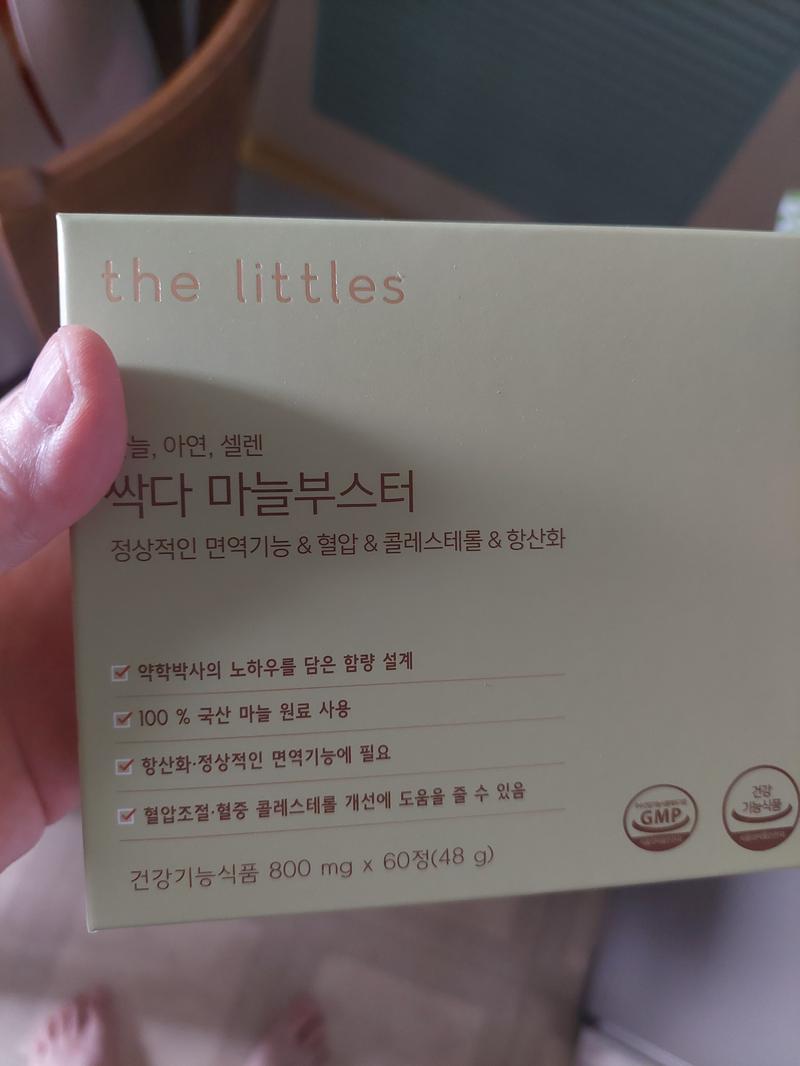 the littles
아연, 셀렌
싹다 마늘부스터
정상적인 면역기능 & 혈압 & 콜레스테롤 & 항산화
약학박사의 노하우를 담은 함량 설계
100 % 국산 마늘 원료 사용
항산화·정상적인 면역기능에 필요
혈압조절·혈중 콜레스테롤 개선에 도움을 줄 수 있음
건강기능식품 800 mg x 60정(48 g)
GMP
건강
기능식품